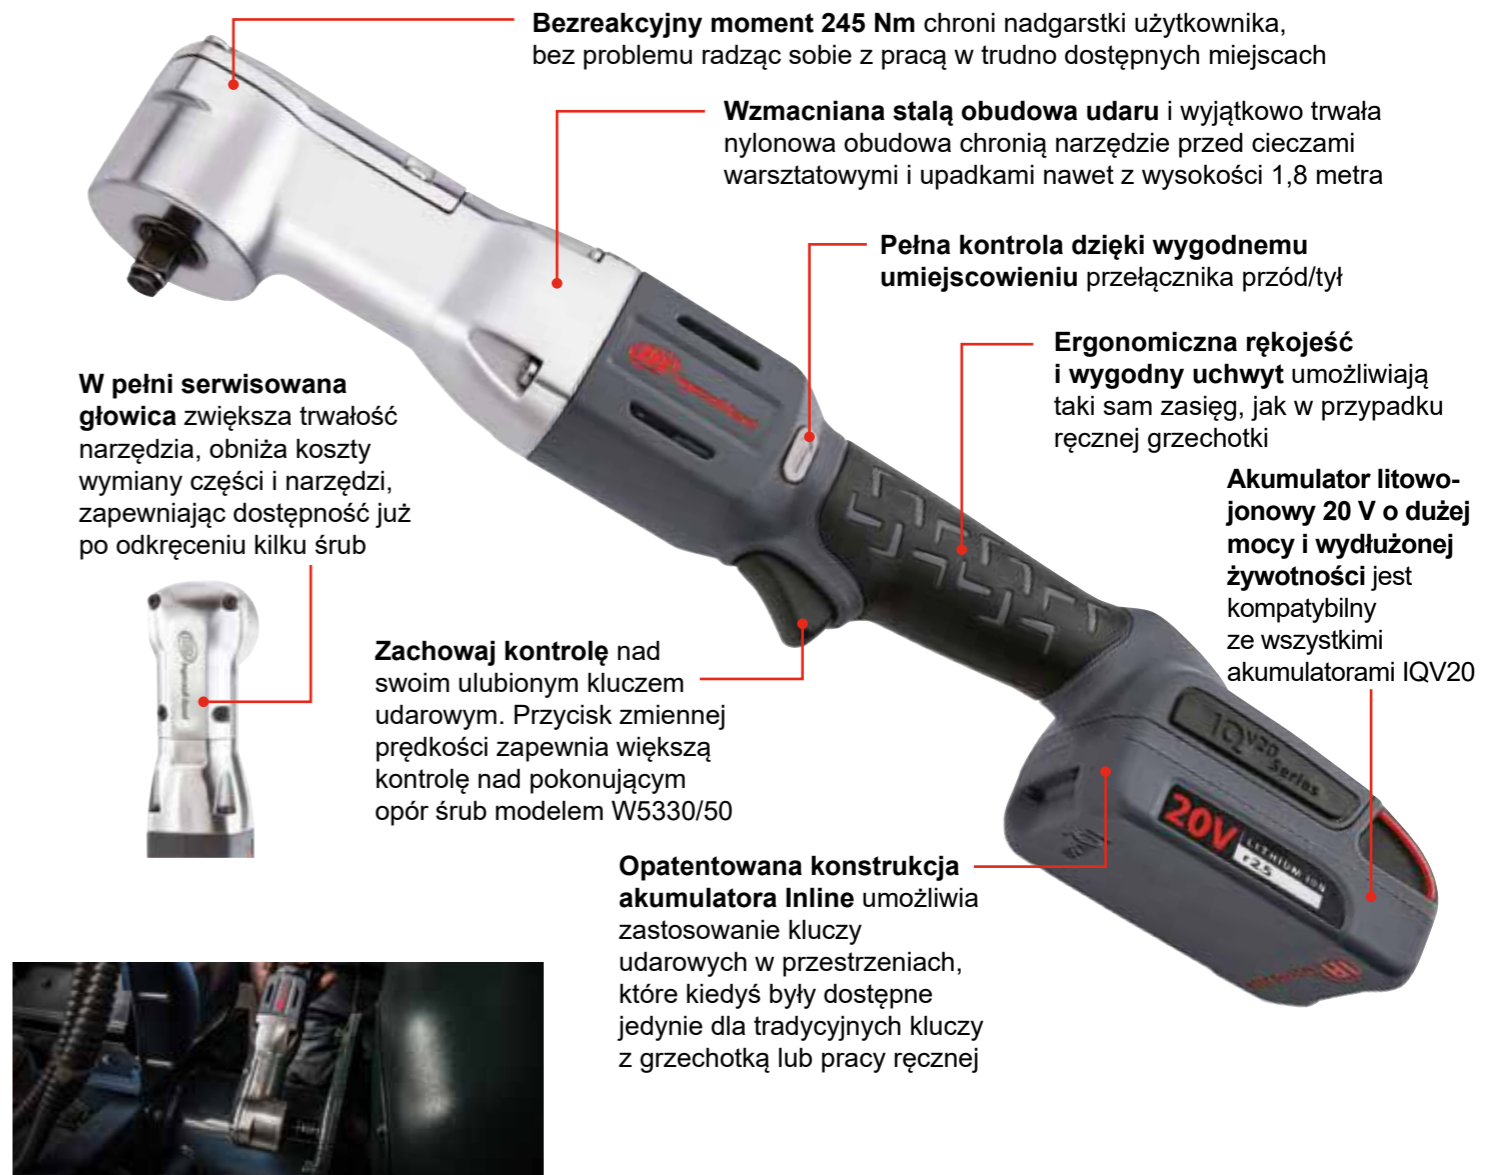 Bezreakcyjny moment 245 Nm chroni nadgarstki użytkownika,
bez problemu radząc sobie z pracą w trudno dostępnych miejscach
Wzmacniana stalą obudowa udaru i wyjątkowo trwała
nylonowa obudowa chronią narzędzie przed cieczami
warsztatowymi i upadkami nawet z wysokości 1,8 metra
Pełna kontrola dzięki wygodnemu
umiejscowieniu przełącznika przód/tył
Ergonomiczna rękojeść
i wygodny uchwyt umożliwiają
taki sam zasięg, jak w przypadku
ręcznej grzechotki
W pełni serwisowana
głowica zwiększa trwałość
narzędzia, obniża koszty
wymiany części i narzędzi,
zapewniając dostępność już
po odkręceniu kilku śrub
Akumulator litowo-
jonowy 20 V o dużej
mocy i wydłużonej
żywotności jest
kompatybilny
ze wszystkimi
akumulatorami IQV20
Zachowaj kontrolę nad
swoim ulubionym kluczem
udarowym. Przycisk zmiennej
prędkości zapewnia większą
kontrolę nad pokonującym
opór śrub modelem W5330/50
IQV20
Series
20V
LITHIUM-ION
Opatentowana konstrukcja
akumulatora Inline umożliwia
zastosowanie kluczy
udarowych w przestrzeniach,
które kiedyś były dostępne
jedynie dla tradycyjnych kluczy
z grzechotką lub pracy ręcznej